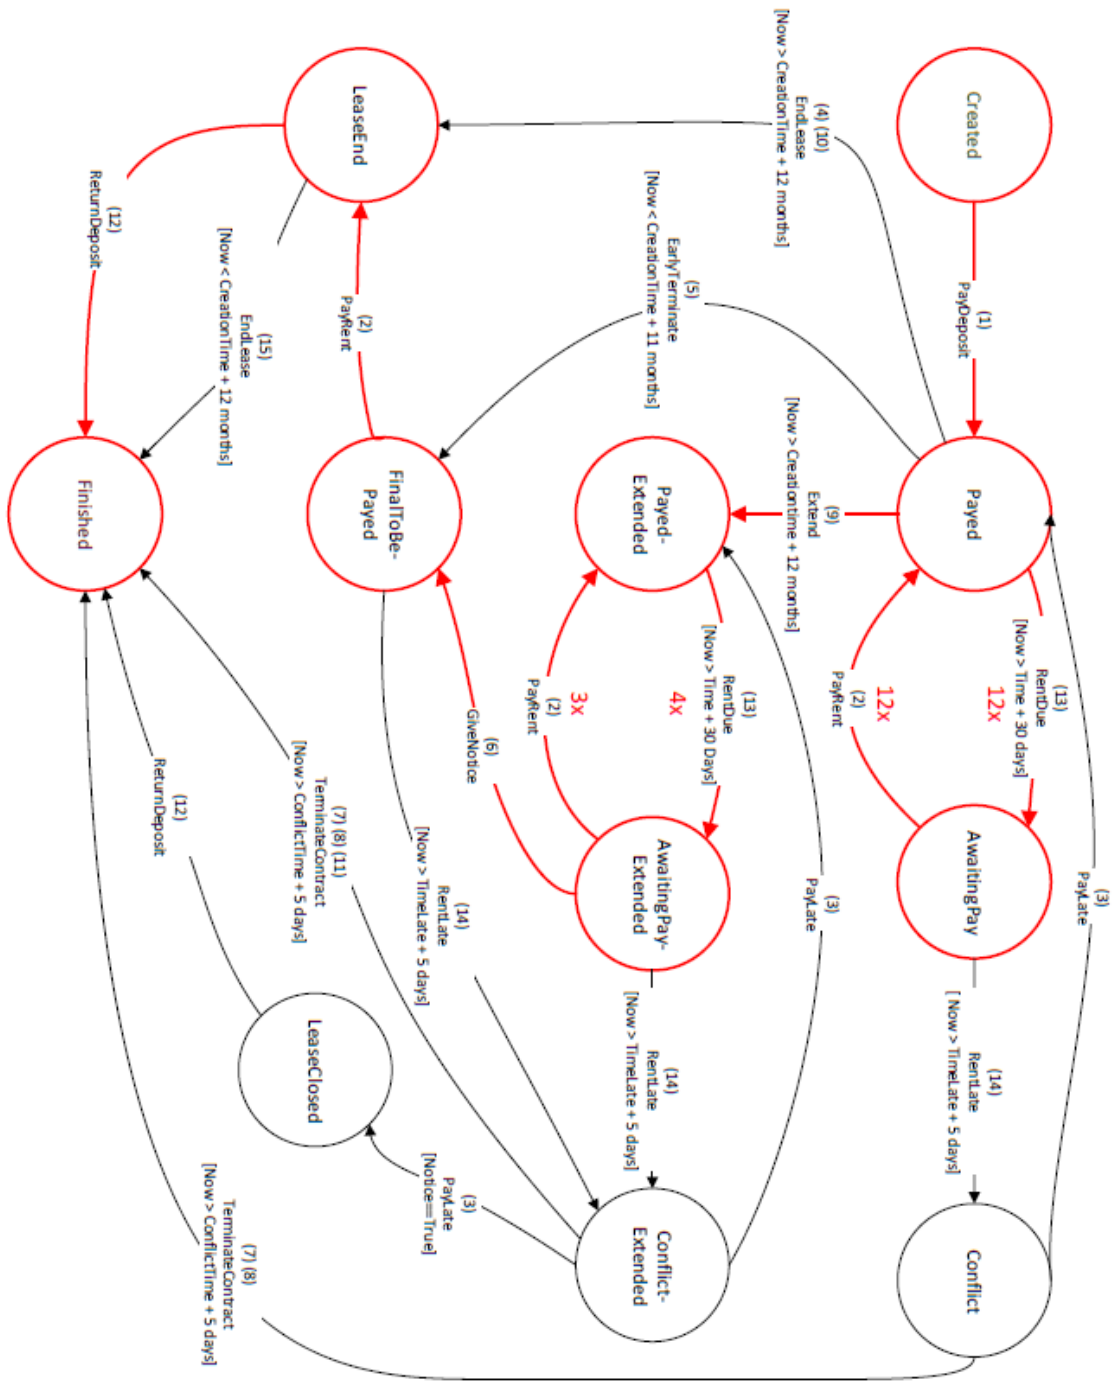 Created
(1)
PayDeposit
Payed
(13)
RentDue
[Now > Time + 30 days]
12x
12x
(2)
PayRent
AwaitingPay
(14)
RentLate
[ Now > TimeLate + 5 days]
Conflict
(3)
PayLate
(4) (10)
EndLease
[Now > CreationTime + 12 months]
(5)
EarlyTerminate
[Now < CreationTime + 11 months]
(9)
Extend
[Now > Creationtime + 12 months]
Payed-
Extended
(13)
RentDue
[Now > Time + 30 Days]
4x
3x
(2)
PayRent
AwaitingPay-
Extended
(14)
RentLate
[Now > TimeLate + 5 days]
Conflict-
Extended
(3)
PayLate
LeaseEnd
(2)
PayRent
FinalToBe-
Payed
(6)
GiveNotice
(14)
RentLate
[Now > TimeLate + 5 days]
(3)
PayLate
[Notice==True]
LeaseClosed
(12)
ReturnDeposit
(15)
EndLease
[Now < CreationTime + 12 months]
(7) (8) (11)
TerminateContract
[Now > ConflictTime + 5 days]
(12)
ReturnDeposit
Finished
(7) (8)
TerminateContract
[Now > ConflictTime + 5 days]